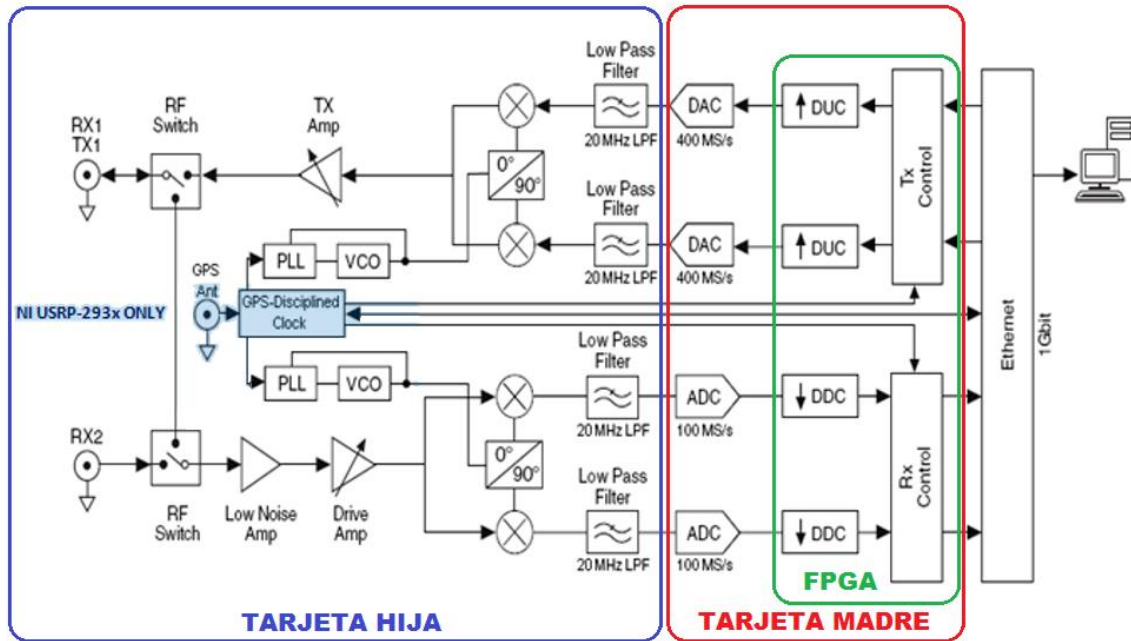 Low Pass
Filter
20 MHz LPF
DAC
400 MS/s
DUC
RF
Switch
RX1
TX1
TX
Amp
0°
90°
Low Pass
Filter
20 MHz LPF
DAC
400 MS/s
DUC
Tx
Control
PLL
VCO
GPS
Ant
NI USRP-293x ONLY
GPS-Disciplined
Clock
Ethernet
1Gbit
PLL
VCO
Low Pass
Filter
20 MHz LPF
ADC
100 MS/s
DDC
RX2
RF
Switch
Low Noise
Amp
Drive
Amp
0°
90°
Low Pass
Filter
20 MHz LPF
ADC
100 MS/s
DDC
Rx
Control
FPGA
TARJETA HIJA
TARJETA MADRE